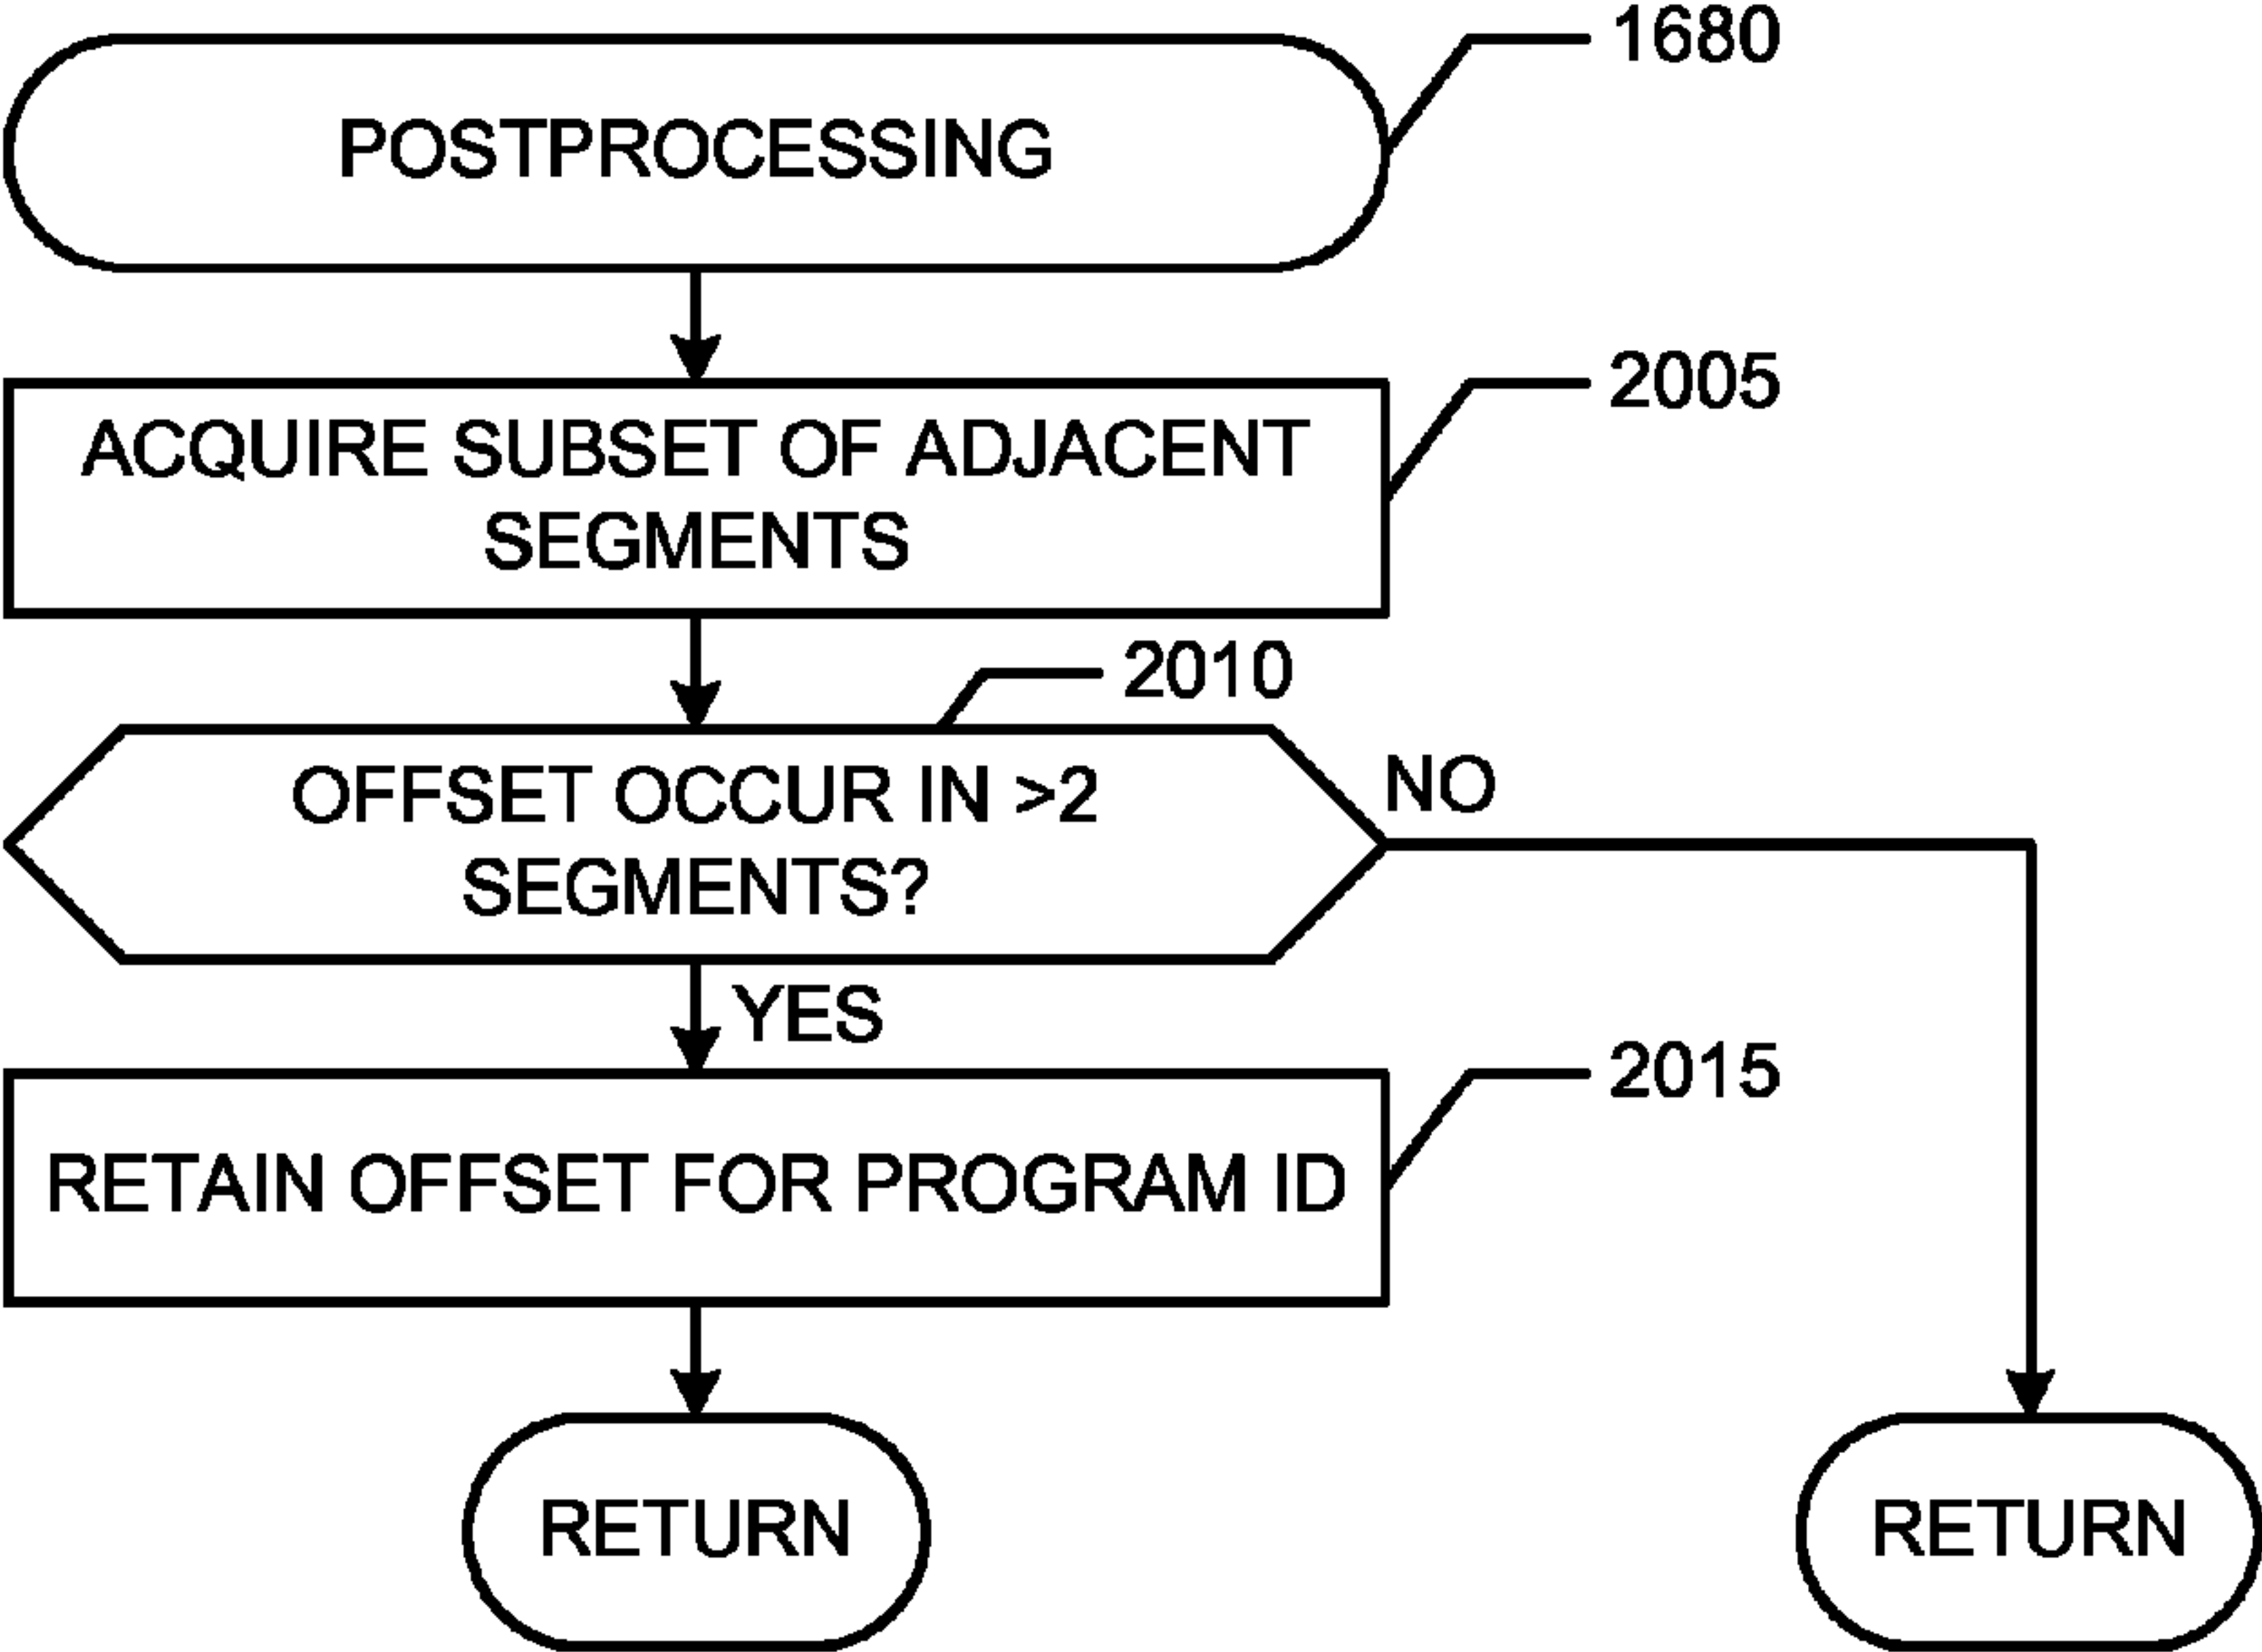 1680
POSTPROCESSING
2005
ACQUIRE SUBSET OF ADJACENT
SEGMENTS
2010
OFFSET OCCUR IN >2
SEGMENTS?
NO
YES
2015
RETAIN OFFSET FOR PROGRAM ID
RETURN
RETURN